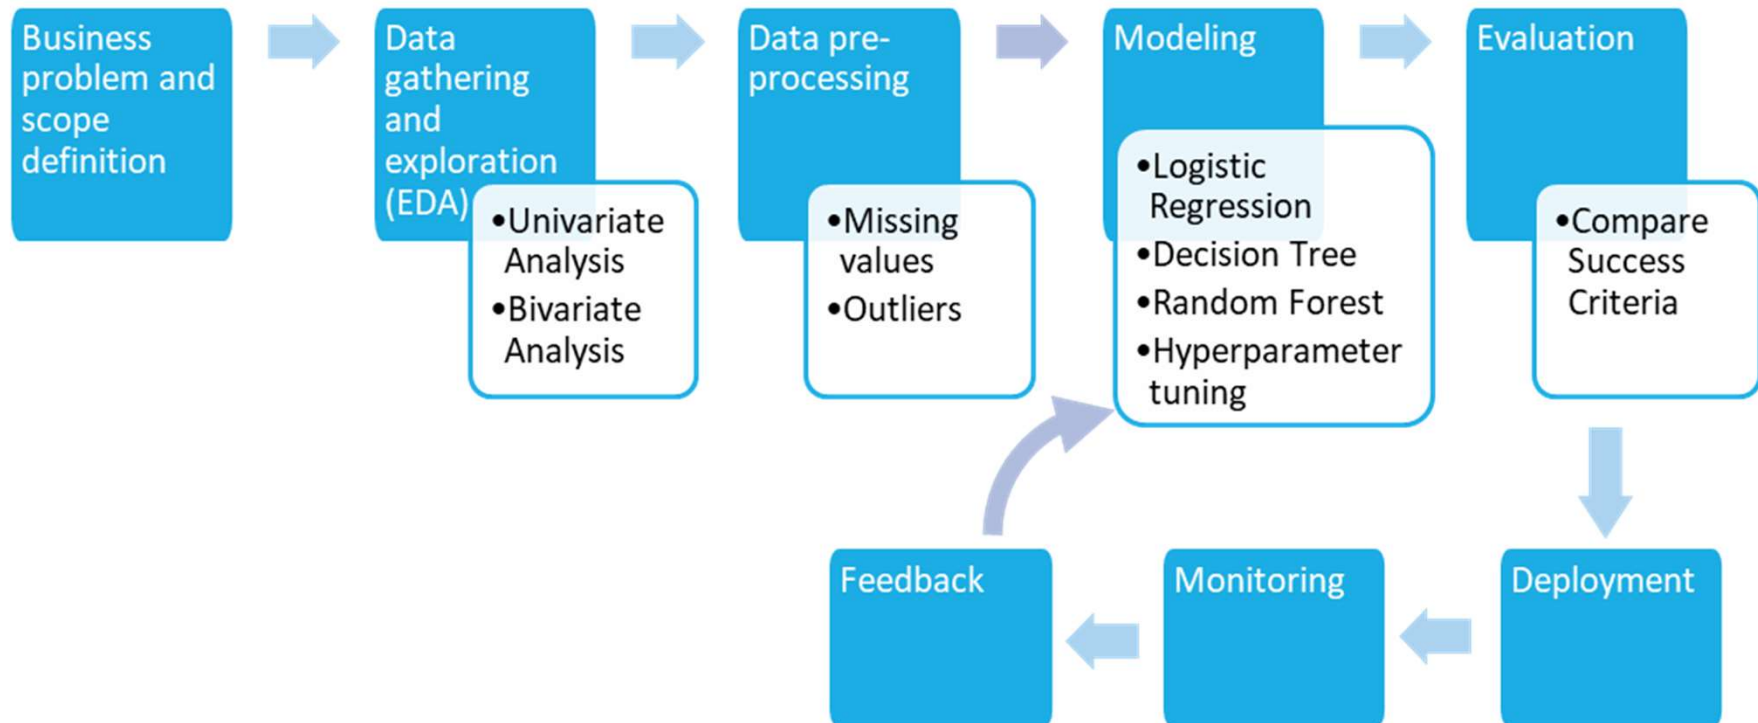 Business
problem and
scope
definition
Data
gathering
and
exploration
(EDA)
•Univariate
Analysis
•Bivariate
Analysis
Data pre-
processing
•Missing
values
•Outliers
Modeling
•Logistic
Regression
•Decision Tree
•Random Forest
•Hyperparameter
tuning
Evaluation
•Compare
Success
Criteria
Deployment
Monitoring
Feedback